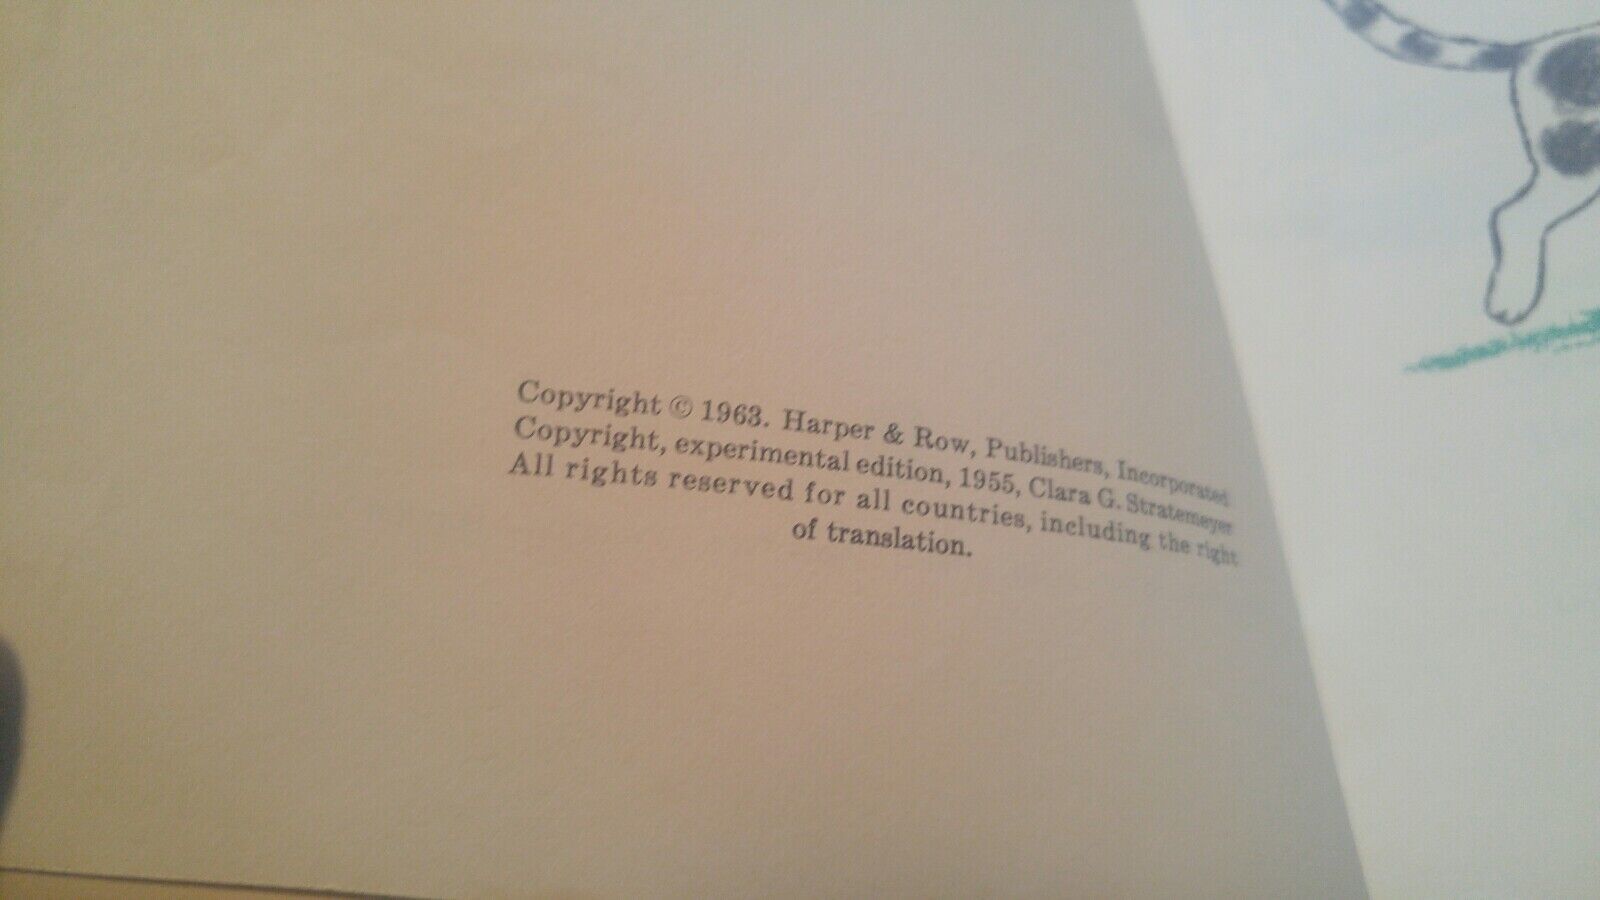 Copyright © 1963. Harper & Row, Publishers, Incorporated
Copyright, experimental edition, 1955, Clara G. Stratemeyer
All rights reserved for all countries, including the right
of translation.